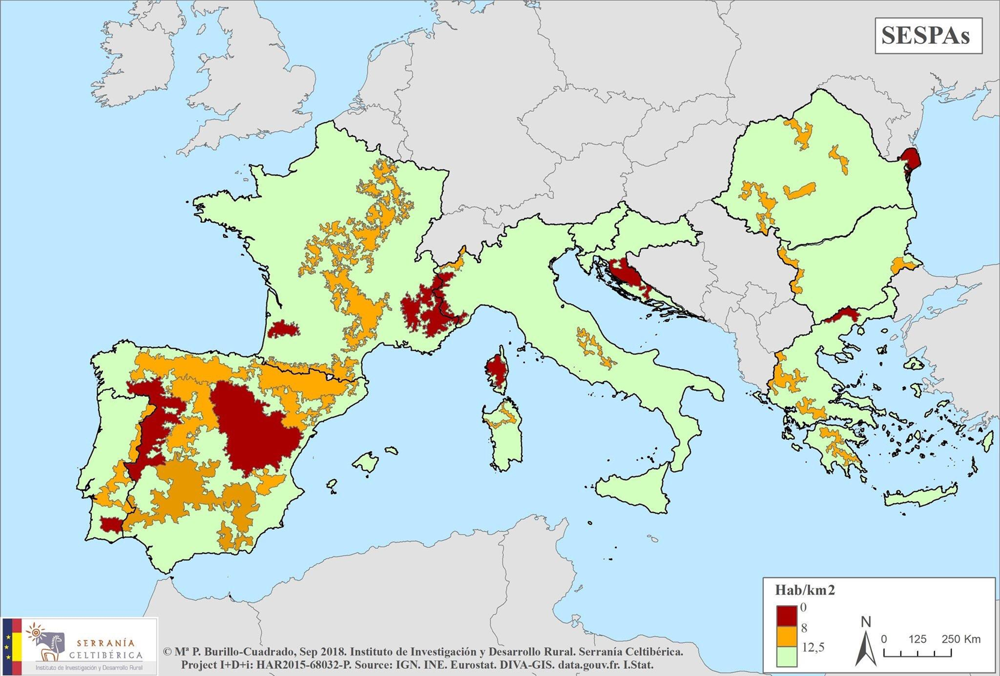 SESPAs
Hab/km2
0
8
12,5
N
0 125 250 Km
SERRANÍA
CELTIBÉRICA
Instituto de Investigación y Desarrollo Rural
© Mª P. Burillo-Cuadrado, Sep 2018. Instituto de Investigación y Desarrollo Rural. Serranía Celtibérica.
Project I+D+i: HAR2015-68032-P. Source: IGN. INE. Eurostat. DIVA-GIS. data.gouv.fr. I.Stat.